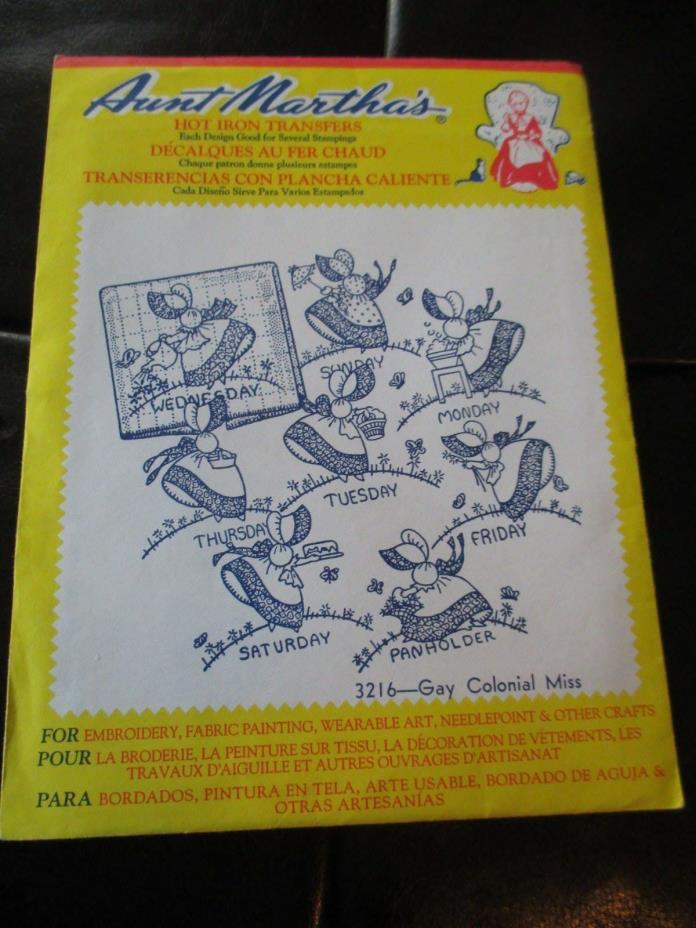 Aunt Martha's®
HOT IRON TRANSFERS
Each Design Good for Several Stampings
DÉCALQUES AU FER CHAUD
Chaque patron donne plusieurs estampes
TRANSERENCIAS CON PLANCHA CALIENTE
Cada Diseño Sirve Para Varios Estampados
SUNDAY
WEDNESDAY
MONDAY
TUESDAY
THURSDAY
FRIDAY
SATURDAY
PANHOLDER
3216—Gay Colonial Miss
FOR EMBROIDERY, FABRIC PAINTING, WEARABLE ART, NEEDLEPOINT & OTHER CRAFTS
POUR LA BRODERIE, LA PEINTURE SUR TISSU, LA DÉCORATION DE VÉTEMENTS, LES
TRAVAUX D'AIGUILLE ET AUTRES OUVRAGES D'ARTISANAT
PARA BORDADOS, PINTURA EN TELA, ARTE USABLE, BORDADO DE AGUJA &
OTRAS ARTESANÍAS